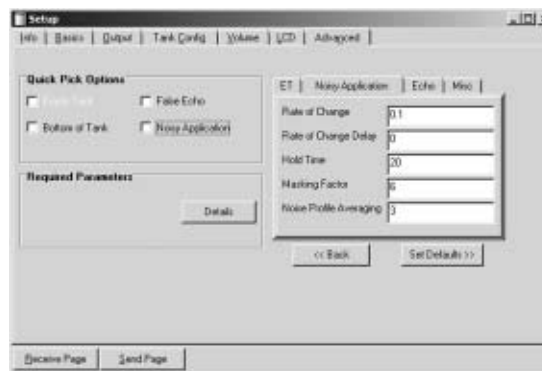 Setup
Info | Basics | Output | Tank Config | Volume | LCD | Advanced
Quick Pick Options
False Echo
Bottom of Tank
Noisy Application
Required Parameters
Details
ET | Noisy Application | Echo | Misc
Rate of Change 0.1
Rate of Change Delay 0
Hold Time 20
Masking Factor 6
Noise Profile Averaging 3
<< Back
Set Defaults >>
Receive Page
Send Page